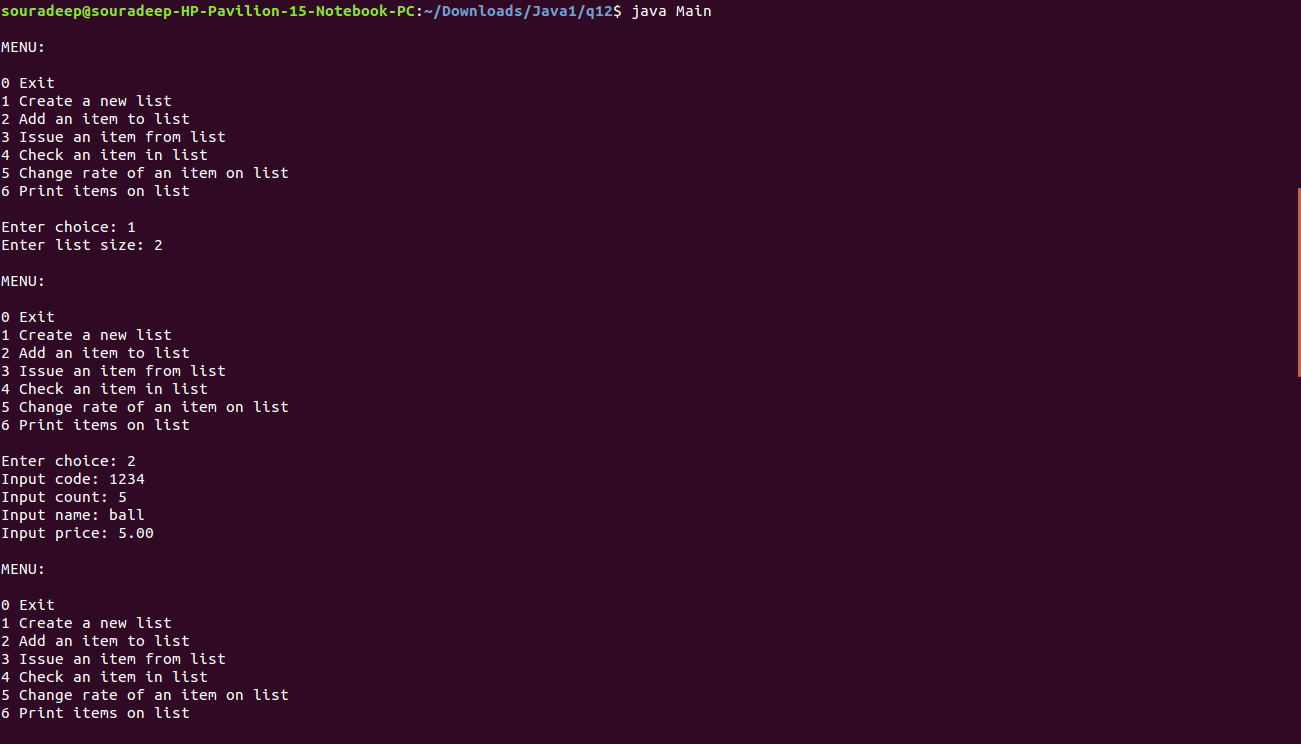 souradeep@souradeep-HP-Pavilion-15-Notebook-PC:~/Downloads/Java1/q12$ java Main
MENU:
0 Exit
1 Create a new list
2 Add an item to list
3 Issue an item from list
4 Check an item in list
5 Change rate of an item on list
6 Print items on list
Enter choice: 1
Enter list size: 2
MENU:
0 Exit
1 Create a new list
2 Add an item to list
3 Issue an item from list
4 Check an item in list
5 Change rate of an item on list
6 Print items on list
Enter choice: 2
Input code: 1234
Input count: 5
Input name: ball
Input price: 5.00
MENU:
0 Exit
1 Create a new list
2 Add an item to list
3 Issue an item from list
4 Check an item in list
5 Change rate of an item on list
6 Print items on list